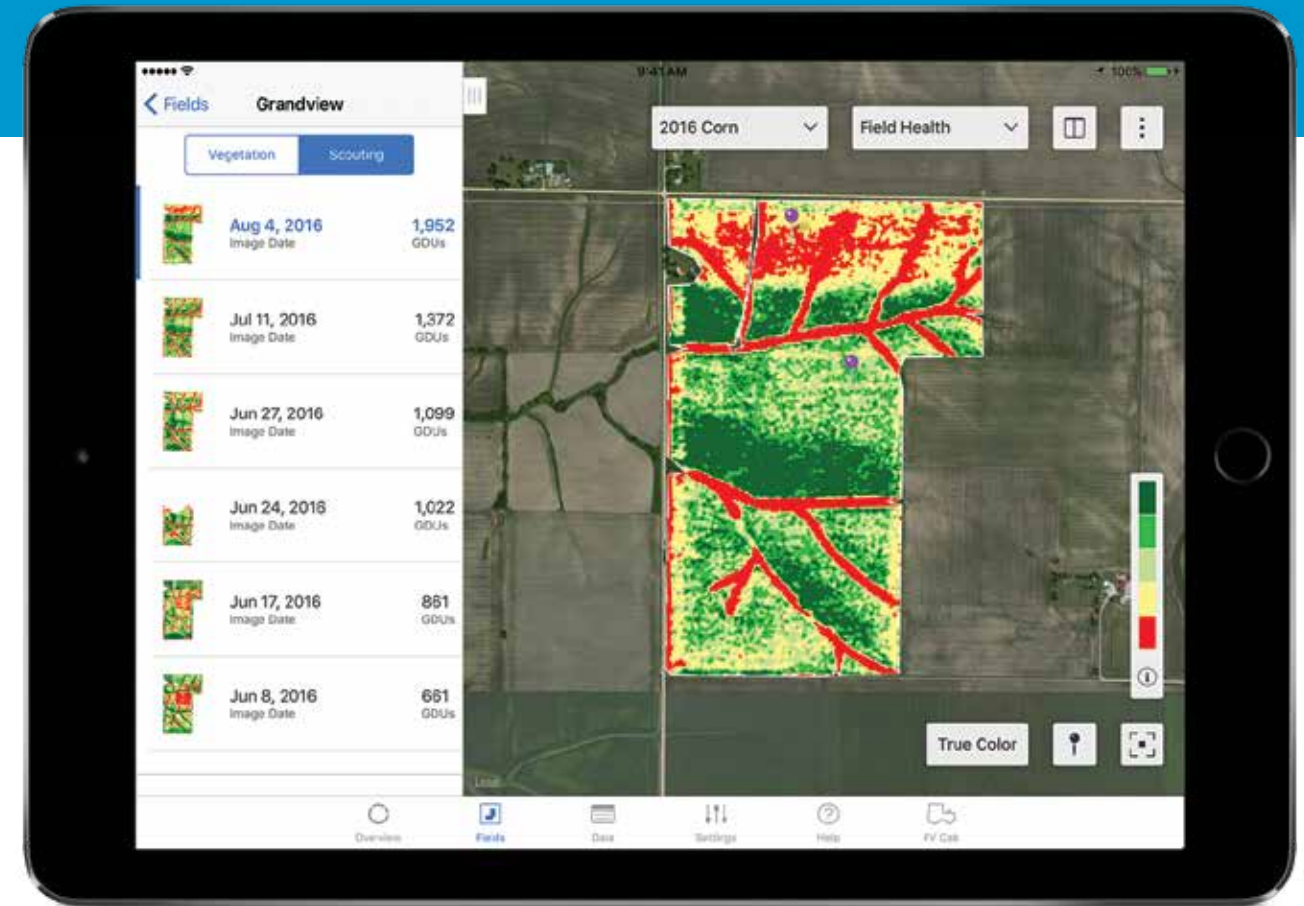 9:41 AM
100%
Fields
Grandview
Vegetation
Scouting
Aug 4, 2016
1,952
Image Date
GDUs
Jul 11, 2016
1,372
Image Date
GDUs
Jun 27, 2016
1,099
Image Date
GDUs
Jun 24, 2016
1,022
Image Date
GDUs
Jun 17, 2016
861
Image Date
GDUs
Jun 8, 2016
661
Image Date
GDUs
2016 Corn
Field Health
True Color
Legal
Overview
Fields
Data
Settings
Help
FV Cab